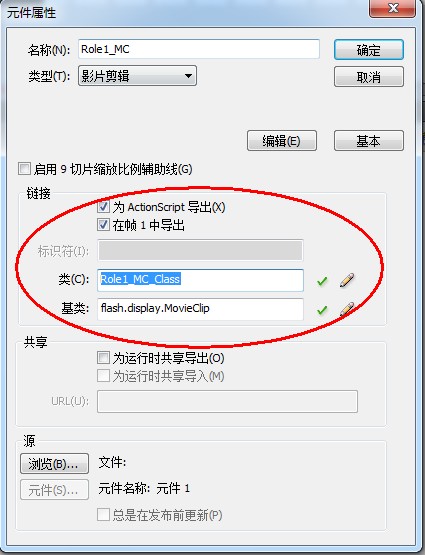 元件属性
名称(N): Role1_MC 确定
类型(T): 影片剪辑 取消
编辑(E) 基本
启用 9 切片缩放比例辅助线(G)
链接
为 ActionScript 导出(X)
在帧 1 中导出
标识符(I):
类(C): Role1_MC_Class
基类: flash.display.MovieClip
共享
为运行时共享导出(O)
为运行时共享导入(M)
URL(U):
源
浏览(B)... 文件:
元件(S)... 元件名称: 元件 1
总是在发布前更新(P)